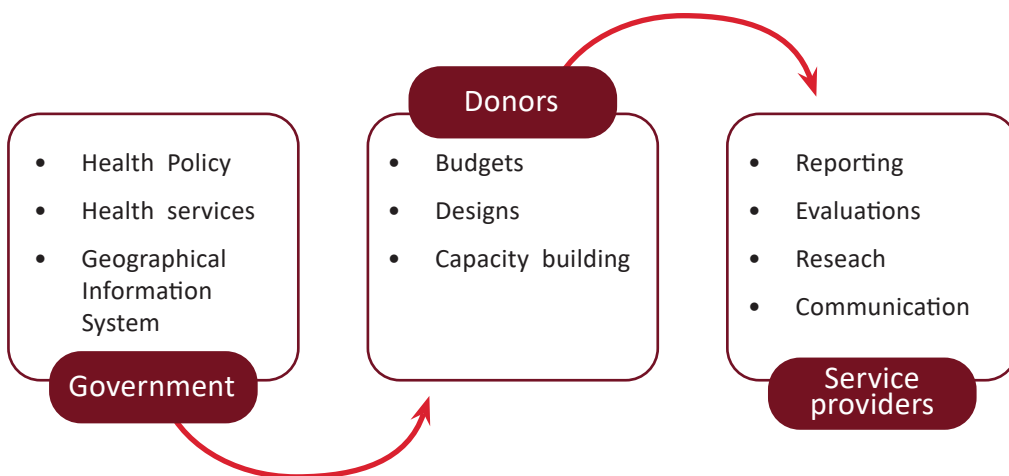 • Health Policy
• Health services
• Geographical
Information
System
Government
Donors
• Budgets
• Designs
• Capacity building
• Reporting
• Evaluations
• Reseach
• Communication
Service
providers